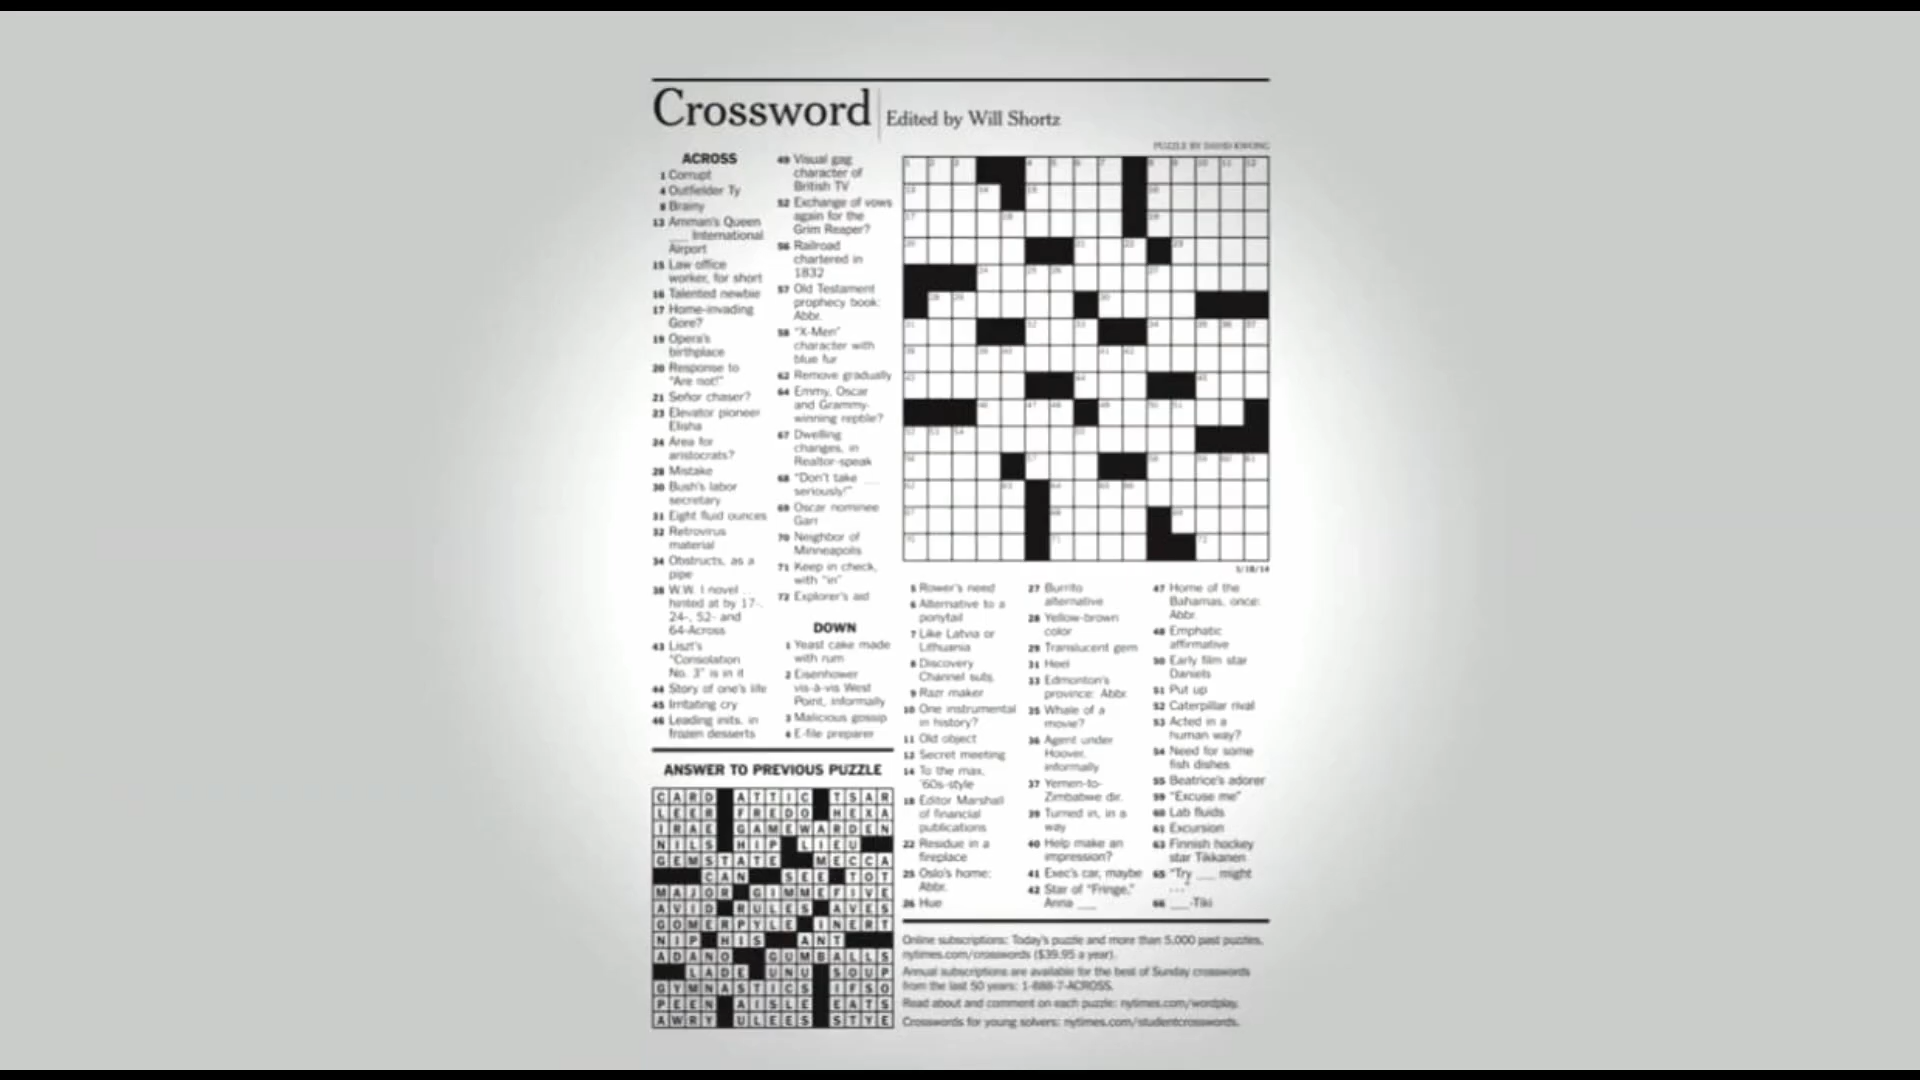 Crossword
Edited by Will Shortz
PUZZLE BY DAVID KWONG
ACROSS
1 Corrupt
4 Outfielder Ty
8 Brainy
13 Amman's Queen
___ International
Airport
15 Law office
worker, for short
16 Talented newbie
17 Home-invading
Gore?
19 Opera's
birthplace
20 Response to
"Are not!"
21 Señor chaser?
23 Elevator pioneer
Elisha
24 Area for
aristocrats?
28 Mistake
30 Bush's labor
secretary
31 Eight fluid ounces
32 Retrovirus
material
34 Obstructs, as a
pipe
38 W.W. I novel
hinted at by 17-,
24-, 52- and
64-Across
43 Liszt's
"Consolation
No. 3" is in it
44 Story of one's life
45 Irritating cry
46 Leading inits. in
frozen desserts
49 Visual gag
character of
British TV
52 Exchange of vows
again for the
Grim Reaper?
56 Railroad
chartered in
1832
57 Old Testament
prophecy book:
Abbr.
58 "X-Men"
character with
blue fur
62 Remove gradually
64 Emmy, Oscar
and Grammy-
winning reptile?
67 Dwelling
changes, in
Realtor-speak
68 "Don't take ___
seriously!"
69 Oscar nominee
Garr
70 Neighbor of
Minneapolis
71 Keep in check,
with "in"
72 Explorer's aid
DOWN
1 Yeast cake made
with rum
2 Eisenhower
vis-à-vis West
Point, informally
3 Malicious gossip
4 E-file preparer
3/18/14
5 Rower's need
6 Alternative to a
ponytail
7 Like Latvia or
Lithuania
8 Discovery
Channel subj.
9 Razr maker
10 One instrumental
in history?
11 Old object
12 Secret meeting
14 To the max,
'60s-style
18 Editor Marshall
of financial
publications
22 Residue in a
fireplace
25 Oslo's home:
Abbr.
26 Hue
27 Burrito
alternative
28 Yellow-brown
color
29 Translucent gem
31 Heel
33 Edmonton's
province: Abbr.
35 Whale of a
movie?
36 Agent under
Hoover,
informally
37 Yemen-to-
Zimbabwe dir.
39 Turned in, in a
way
40 Help make an
impression?
41 Exec's car, maybe
42 Star of "Fringe,"
Anna ___
47 Home of the
Bahamas, once:
Abbr.
48 Emphatic
affirmative
50 Early film star
Daniels
51 Put up
52 Caterpillar rival
53 Acted in a
human way?
54 Need for some
fish dishes
55 Beatrice's adorer
59 "Excuse me"
60 Lab fluids
61 Excursion
63 Finnish hockey
star Tikkanen
65 "Try ___ might
..."
66 ___-Tiki
ANSWER TO PREVIOUS PUZZLE
CARD ATTIC TSAR
LEER FREDO HEXA
IRAE GAMEWARDEN
NILS HIP LIEU
GEMSTATE MECCA
CAN SEE TOT
MAJOR GIMMEFIVE
AVID RULES AVES
GOMERPYLE INERT
NIP HIS ANT
ADANO GUMBALLS
LADE UNU SOUP
GYMNASTICS IFSO
PEEN AISLE EATS
AWRY ULEES STYE
Online subscriptions: Today's puzzle and more than 5,000 past puzzles,
nytimes.com/crosswords ($39.95 a year).
Annual subscriptions are available for the best of Sunday crosswords
from the last 50 years: 1-888-7-ACROSS.
Read about and comment on each puzzle: nytimes.com/wordplay.
Crosswords for young solvers: nytimes.com/studentcrosswords.